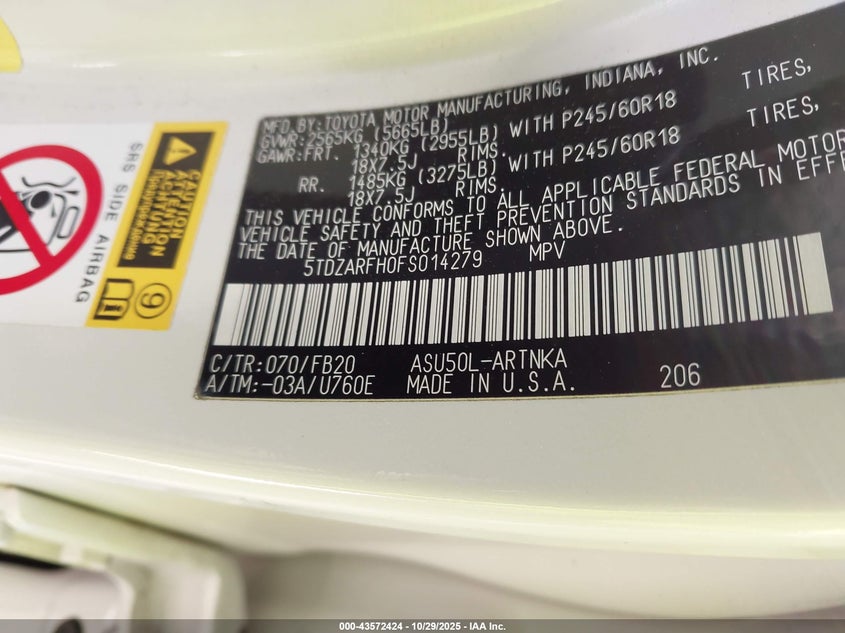 MFD.BY:TOYOTA MOTOR MANUFACTURING, INDIANA, INC.
GVWR:2565KG (5665LB)
GAWR:FRT. 1340KG (2955LB) WITH P245/60R18 TIRES,
18X7.5J RIMS.
RR. 1485KG (3275LB) WITH P245/60R18 TIRES,
18X7.5J RIMS.
THIS VEHICLE CONFORMS TO ALL APPLICABLE FEDERAL MOTOR
VEHICLE SAFETY AND THEFT PREVENTION STANDARDS IN EFFE
THE DATE OF MANUFACTURE SHOWN ABOVE.
5TDZARFH0FS014279 MPV
C/TR:070/FB20 ASU50L-ARTNKA
A/TM:-03A/U760E MADE IN U.S.A. 206
SRS SIDE AIRBAG
CAUTION
ATTENTION
ACHTUNG
9
000-43572424 | 10/29/2025 - IAA Inc.